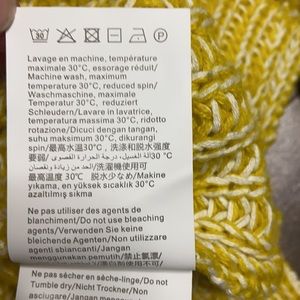 Lavage en machine, température
maximale 30°C, essorage réduit/
Machine wash, maximum
temperature 30°C, reduced spin/
Waschmaschine, maximale
Temperatur 30°C, reduziert
Schleudern/Lavare in lavatrice,
temperatura massima 30°C, ridotto
rotazione/Dicuci dengan tangan,
suhu maksimum 30°C, dikurangi
spin/最高水温30°C、洗涤和脱水强度
要弱/
30°C
/洗濯機使用
最高温度30℃ 脱水少なめ/Makine
yıkama, en yüksek sıcaklık 30°C
azaltılmış sıkma
Ne pas utiliser des agents de
blanchiment/Do not use bleaching
agents/Verwenden Sie keine
bleichende Agenten/Non utilizzare
agenti sbiancanti/Jangan
menggunakan pemutih/禁止氯漂/
Ne pas sécher en sèche-linge/Do not
Tumble dry/Nicht Trockner/Non
asciugare/Jangan